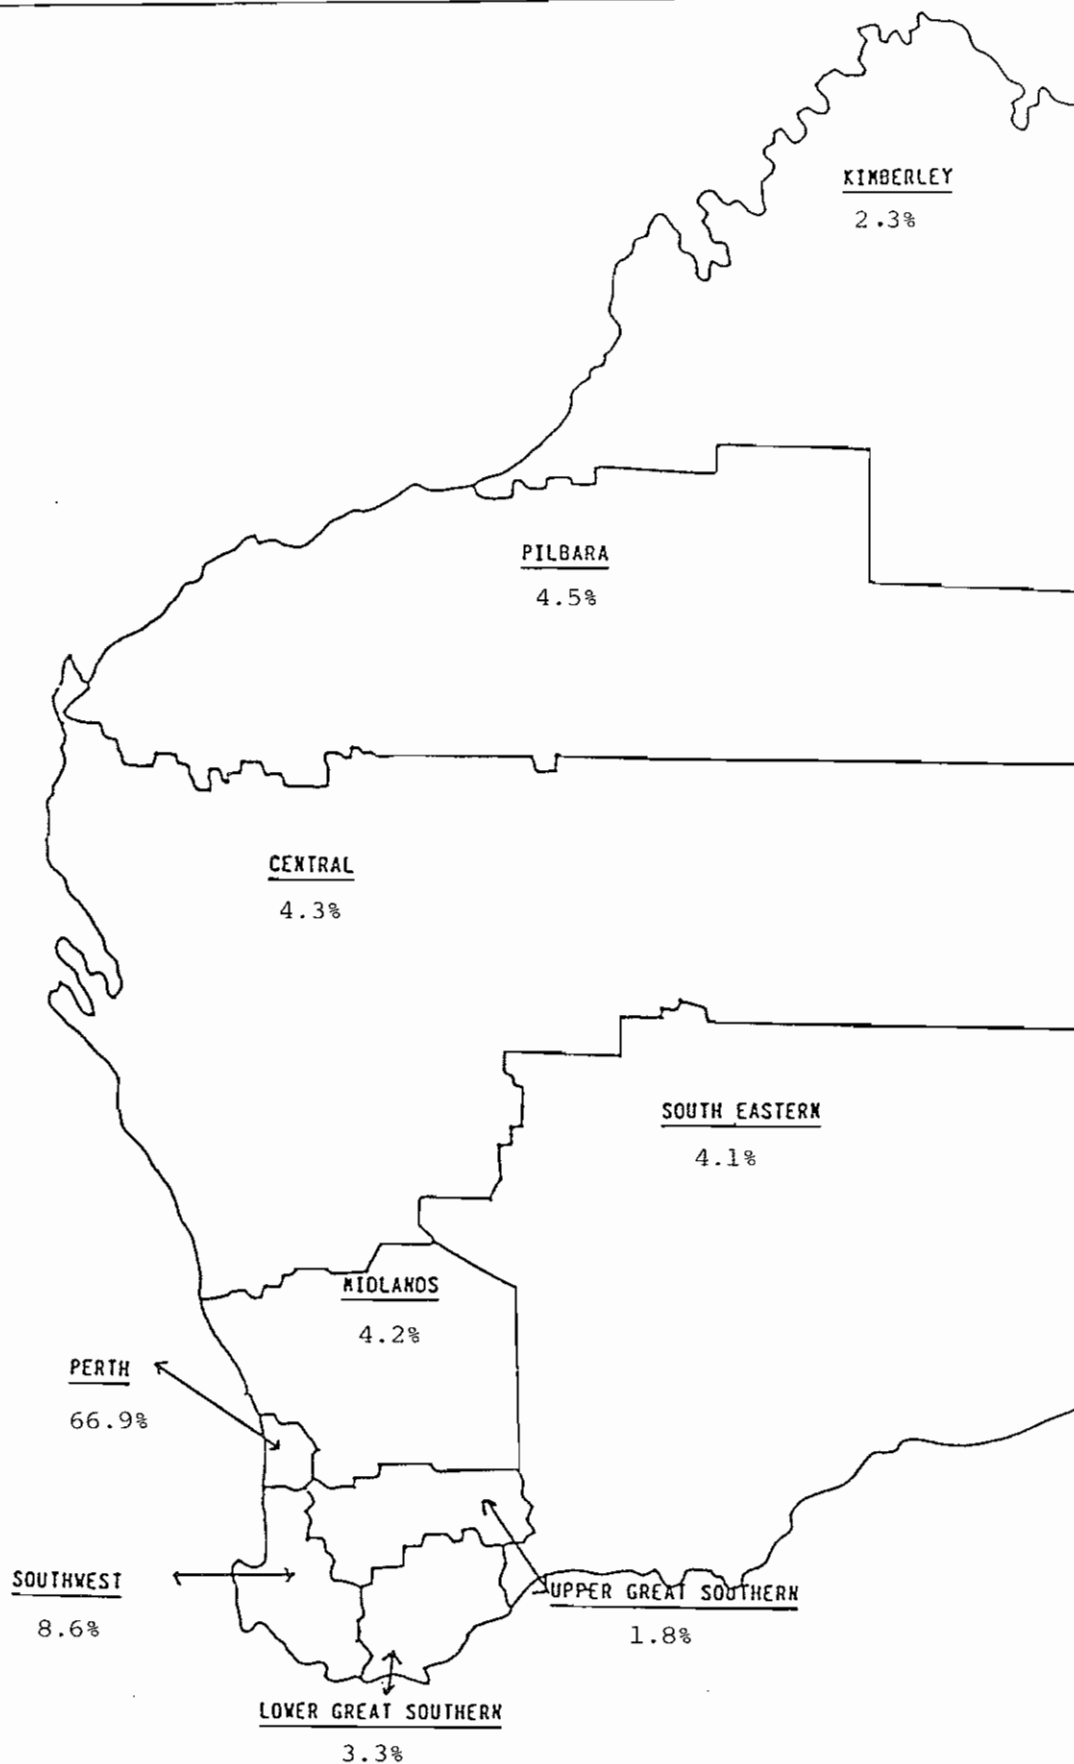 KIMBERLEY
2.3%
PILBARA
4.5%
CENTRAL
4.3%
SOUTH EASTERN
4.1%
MIDLANDS
4.2%
PERTH
66.9%
SOUTHWEST
8.6%
UPPER GREAT SOUTHERN
1.8%
LOWER GREAT SOUTHERN
3.3%